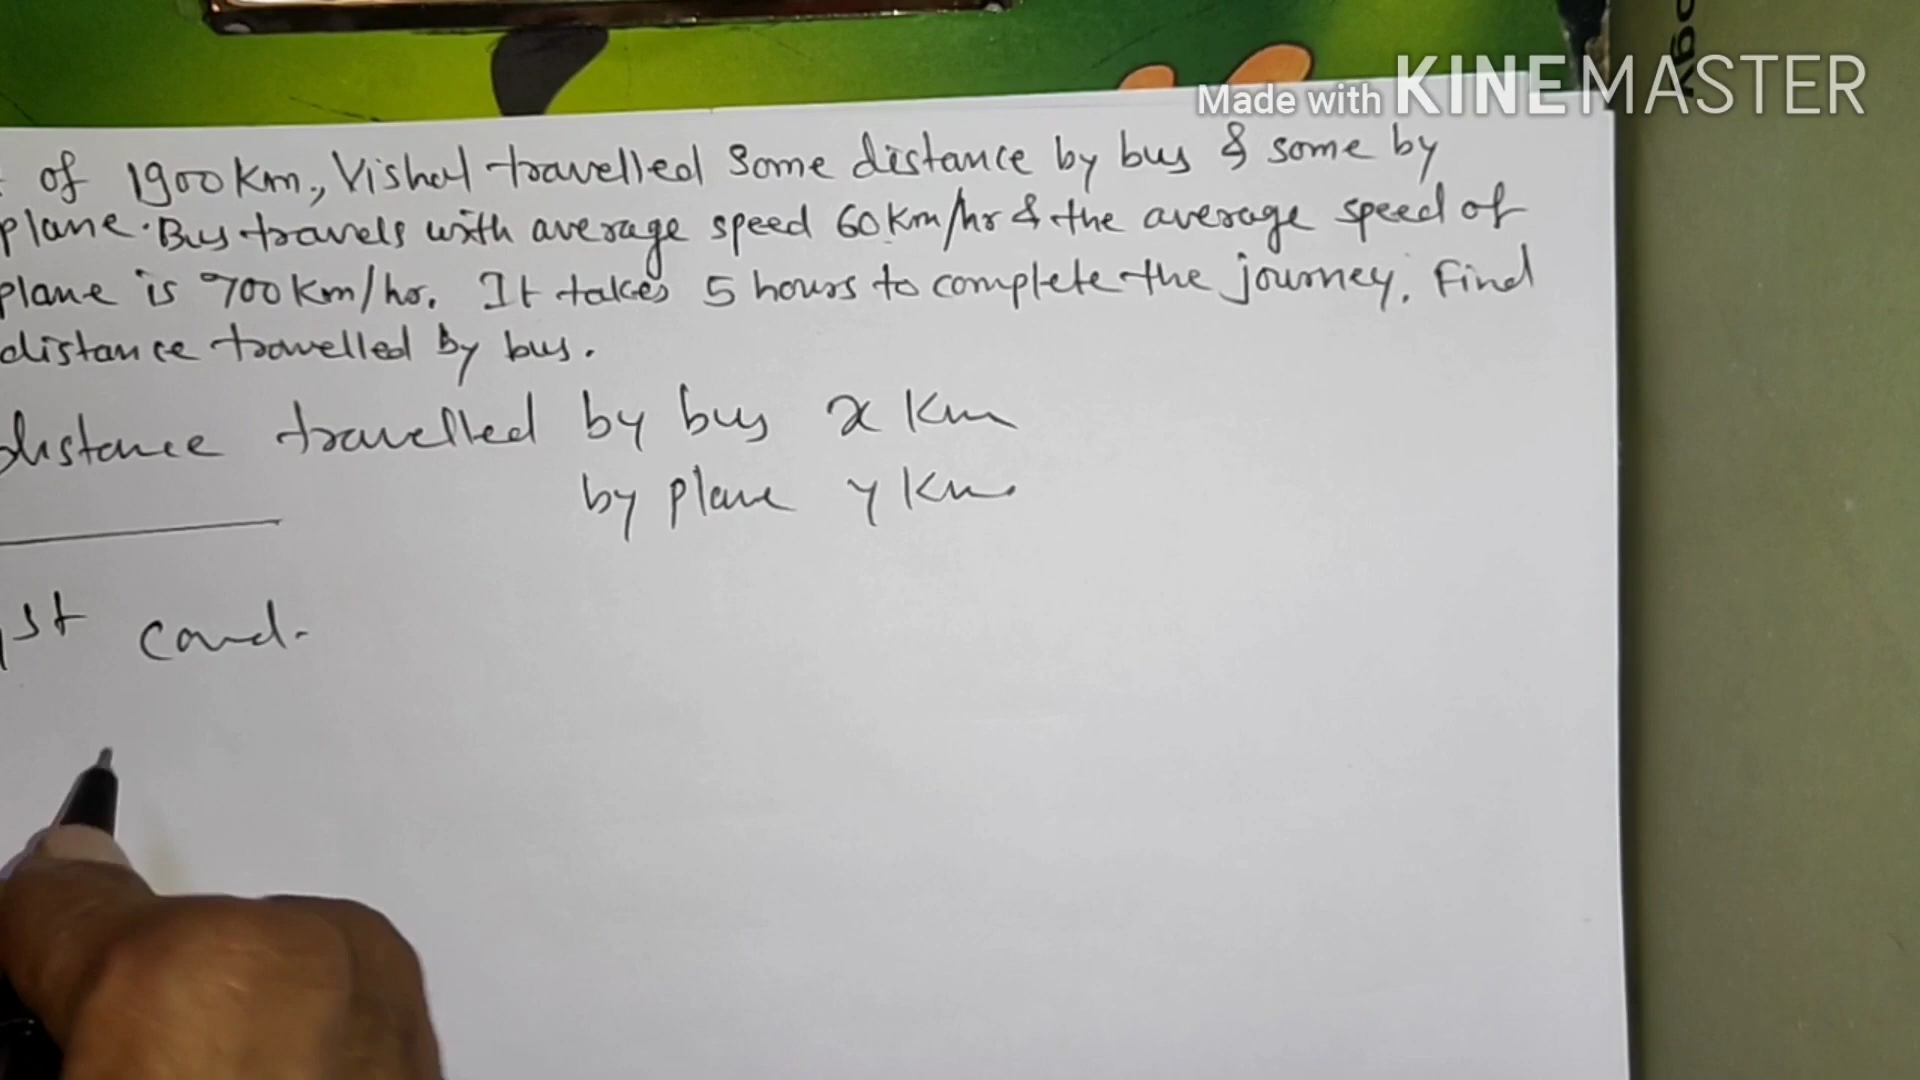 Made with KINEMASTER
of 1900 km, Vishal travelled some distance by bus & some by
plane. Bus travels with average speed 60 km/hr & the average speed of
plane is 700 km/hr. It takes 5 hours to complete the journey. Find
distance travelled by bus.
distance travelled by bus x km
by plane y km.
1st cond.